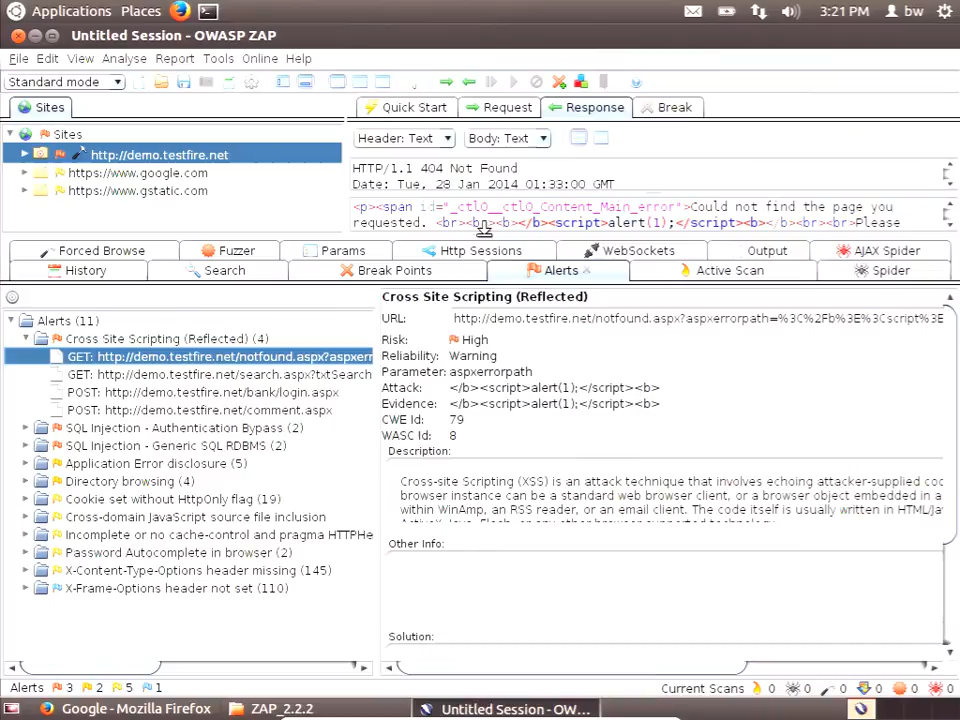 Applications Places 3:21 PM bw
Untitled Session - OWASP ZAP
File Edit View Analyse Report Tools Online Help
Standard mode
Sites Quick Start Request Response Break
Sites
Header: Text Body: Text
http://demo.testfire.net
https://www.google.com
https://www.gstatic.com
HTTP/1.1 404 Not Found
Date: Tue, 28 Jan 2014 01:33:00 GMT
<p><span id="_ctl0__ctl0_Content_Main_error">Could not find the page you
requested. <br><br><b></b><script>alert(1);</script><b></b><br><br>Please
Forced Browse Fuzzer Params Http Sessions WebSockets Output AJAX Spider
History Search Break Points Alerts Active Scan Spider
Alerts (11)
Cross Site Scripting (Reflected) (4)
GET: http://demo.testfire.net/notfound.aspx?aspxerr
GET: http://demo.testfire.net/search.aspx?txtSearch
POST: http://demo.testfire.net/bank/login.aspx
POST: http://demo.testfire.net/comment.aspx
SQL Injection - Authentication Bypass (2)
SQL Injection - Generic SQL RDBMS (2)
Application Error disclosure (5)
Directory browsing (4)
Cookie set without HttpOnly flag (19)
Cross-domain JavaScript source file inclusion
Incomplete or no cache-control and pragma HTTPHe
Password Autocomplete in browser (2)
X-Content-Type-Options header missing (145)
X-Frame-Options header not set (110)
Cross Site Scripting (Reflected)
URL: http://demo.testfire.net/notfound.aspx?aspxerrorpath=%3C%2Fb%3E%3Cscript%3E
Risk: High
Reliability: Warning
Parameter: aspxerrorpath
Attack: </b><script>alert(1);</script><b>
Evidence: </b><script>alert(1);</script><b>
CWE Id: 79
WASC Id: 8
Description:
Cross-site Scripting (XSS) is an attack technique that involves echoing attacker-supplied coc
browser instance can be a standard web browser client, or a browser object embedded in a
within WinAmp, an RSS reader, or an email client. The code itself is usually written in HTML/Ja
Other Info:
Solution:
Alerts 3 2 5 1 Current Scans 0 0 0 0 0 0
Google - Mozilla Firefox ZAP_2.2.2 Untitled Session - OW...